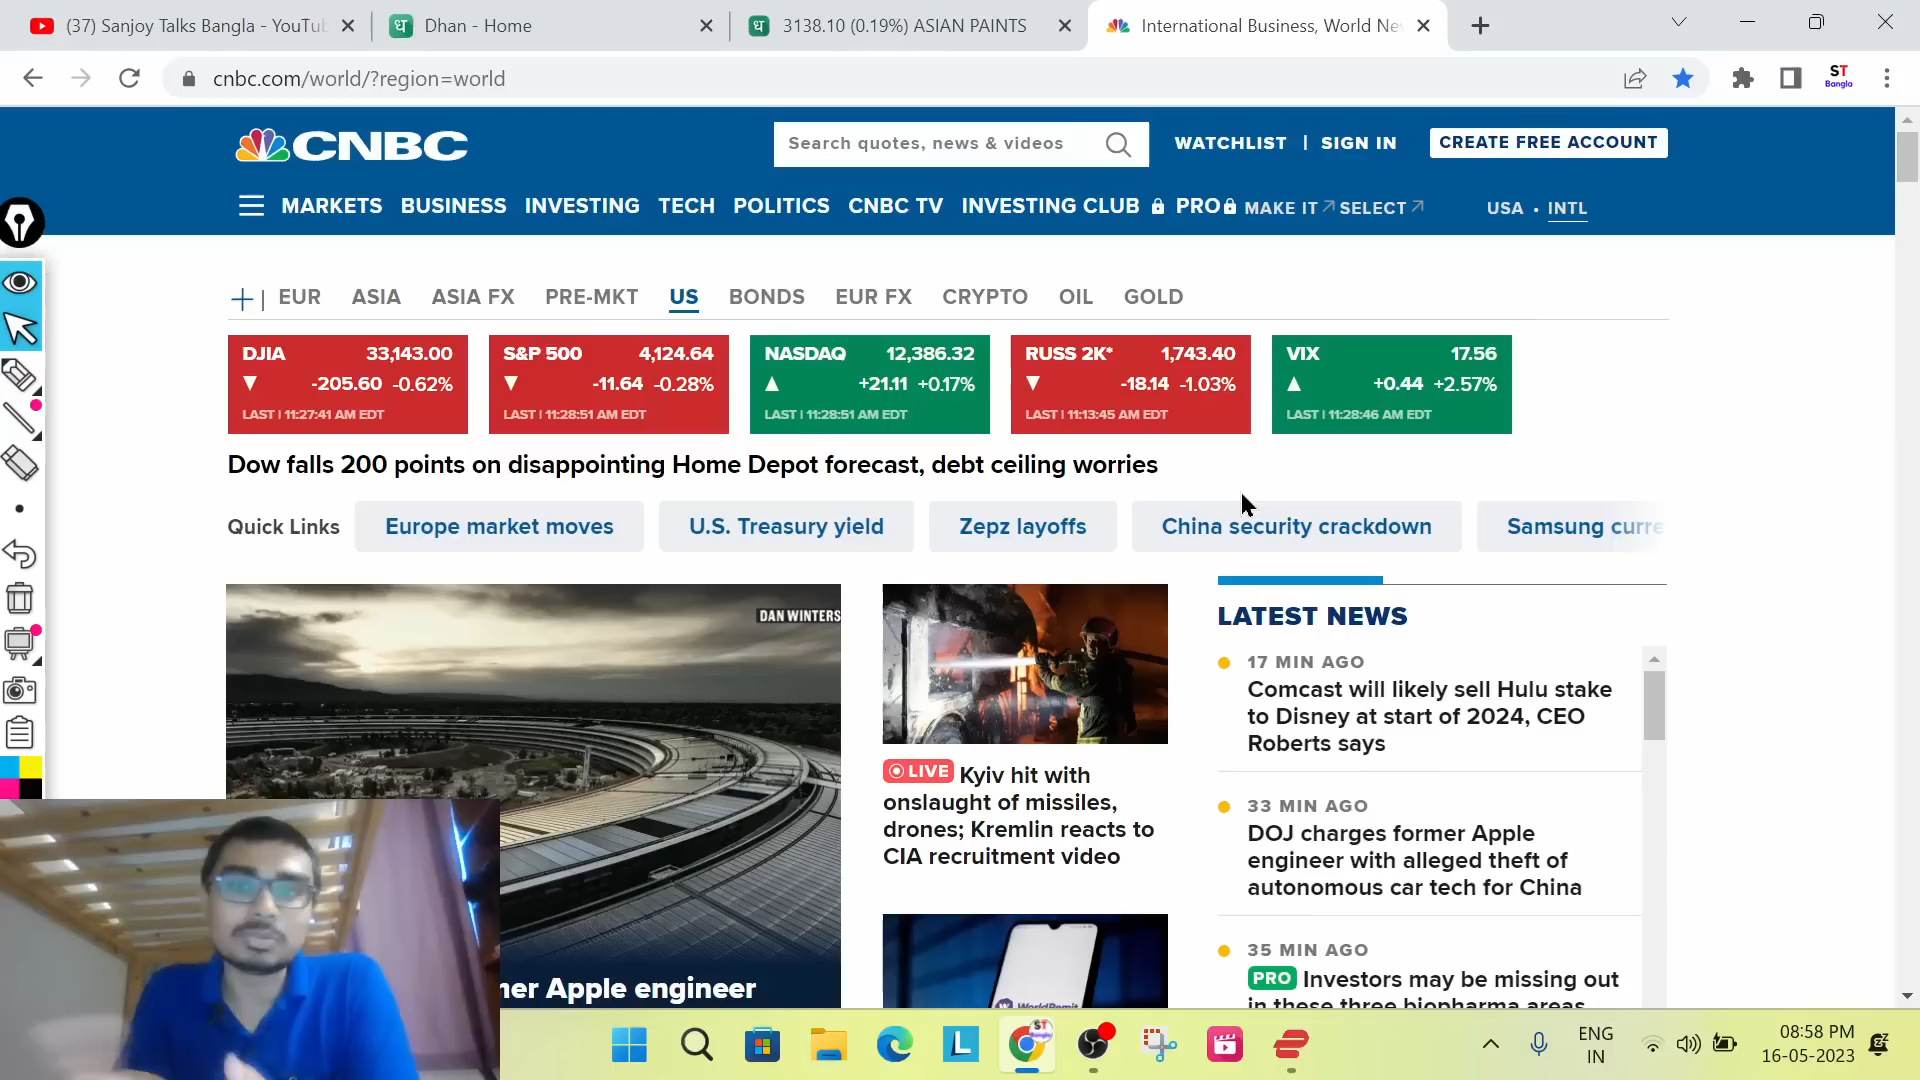 (37) Sanjoy Talks Bangla - YouTu
Dhan - Home
3138.10 (0.19%) ASIAN PAINTS
International Business, World Ne
cnbc.com/world/?region=world
ST
Bangla
CNBC
Search quotes, news & videos
WATCHLIST | SIGN IN
CREATE FREE ACCOUNT
MARKETS BUSINESS INVESTING TECH POLITICS CNBC TV INVESTING CLUB PRO MAKE IT SELECT USA • INTL
EUR ASIA ASIA FX PRE-MKT US BONDS EUR FX CRYPTO OIL GOLD
DJIA 33,143.00
-205.60 -0.62%
LAST | 11:27:41 AM EDT
S&P 500 4,124.64
-11.64 -0.28%
LAST | 11:28:51 AM EDT
NASDAQ 12,386.32
+21.11 +0.17%
LAST | 11:28:51 AM EDT
RUSS 2K* 1,743.40
-18.14 -1.03%
LAST | 11:13:45 AM EDT
VIX 17.56
+0.44 +2.57%
LAST | 11:28:46 AM EDT
Dow falls 200 points on disappointing Home Depot forecast, debt ceiling worries
Quick Links
Europe market moves
U.S. Treasury yield
Zepz layoffs
China security crackdown
Samsung curre
DAN WINTERS
ner Apple engineer
LIVE Kyiv hit with
onslaught of missiles,
drones; Kremlin reacts to
CIA recruitment video
WorldRemit
LATEST NEWS
17 MIN AGO
Comcast will likely sell Hulu stake
to Disney at start of 2024, CEO
Roberts says
33 MIN AGO
DOJ charges former Apple
engineer with alleged theft of
autonomous car tech for China
35 MIN AGO
PRO Investors may be missing out
in these three biopharma areas
L
ST
ENG
IN
08:58 PM
16-05-2023